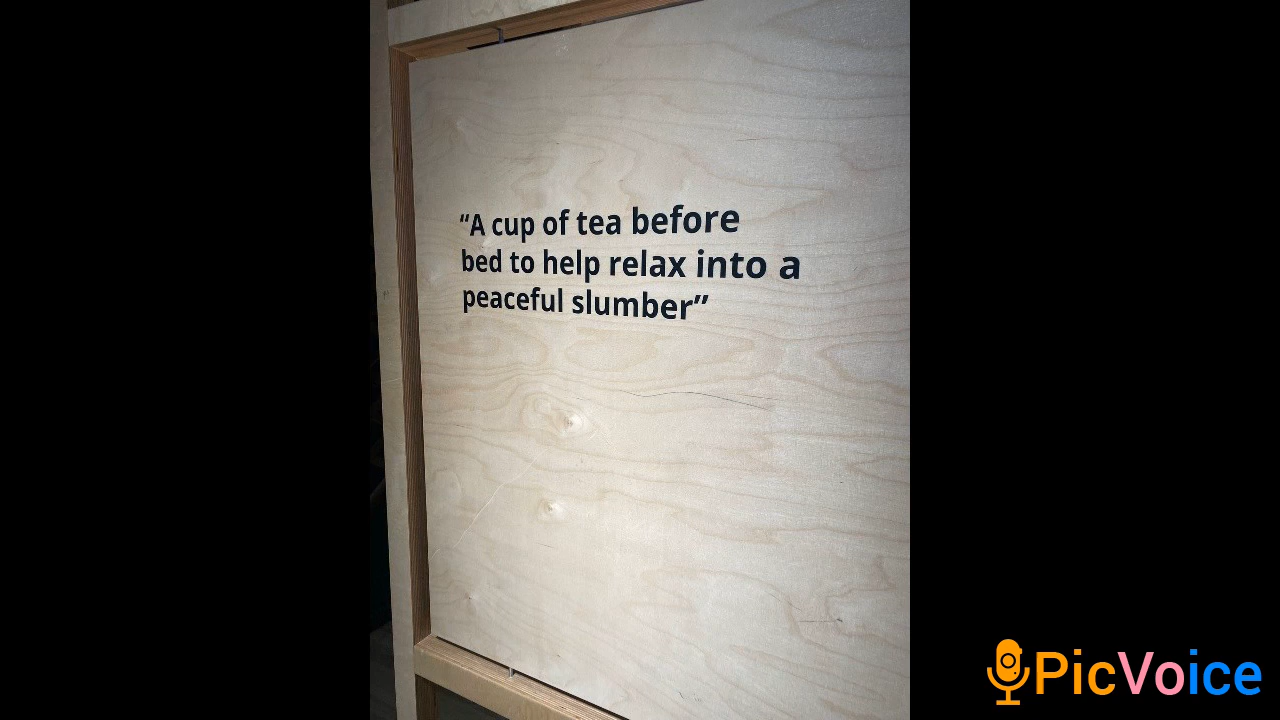 “A cup of tea before
bed to help relax into a
peaceful slumber”
PicVoice